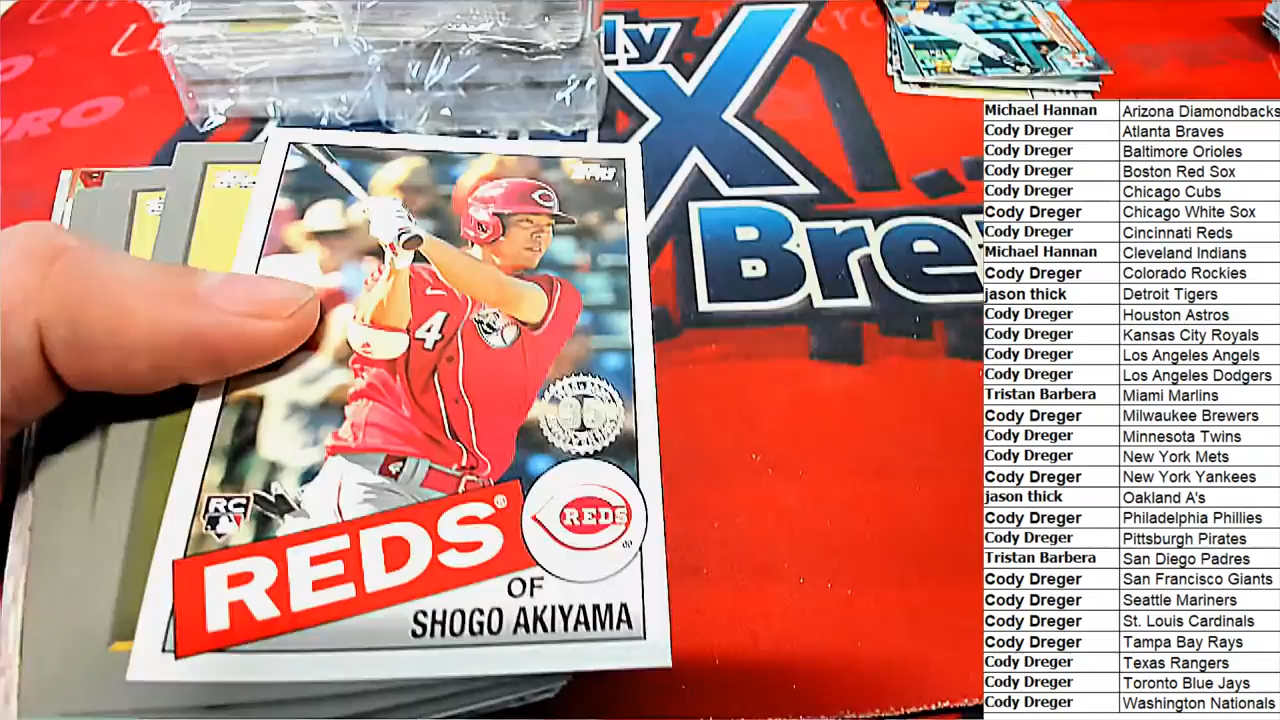 ly
X
Bre
PRO
4
RC
REDS®
REDS
OF
SHOGO AKIYAMA
Michael Hannan Arizona Diamondbacks
Cody Dreger Atlanta Braves
Cody Dreger Baltimore Orioles
Cody Dreger Boston Red Sox
Cody Dreger Chicago Cubs
Cody Dreger Chicago White Sox
Cody Dreger Cincinnati Reds
Michael Hannan Cleveland Indians
Cody Dreger Colorado Rockies
jason thick Detroit Tigers
Cody Dreger Houston Astros
Cody Dreger Kansas City Royals
Cody Dreger Los Angeles Angels
Cody Dreger Los Angeles Dodgers
Tristan Barbera Miami Marlins
Cody Dreger Milwaukee Brewers
Cody Dreger Minnesota Twins
Cody Dreger New York Mets
Cody Dreger New York Yankees
jason thick Oakland A's
Cody Dreger Philadelphia Phillies
Cody Dreger Pittsburgh Pirates
Tristan Barbera San Diego Padres
Cody Dreger San Francisco Giants
Cody Dreger Seattle Mariners
Cody Dreger St. Louis Cardinals
Cody Dreger Tampa Bay Rays
Cody Dreger Texas Rangers
Cody Dreger Toronto Blue Jays
Cody Dreger Washington Nationals